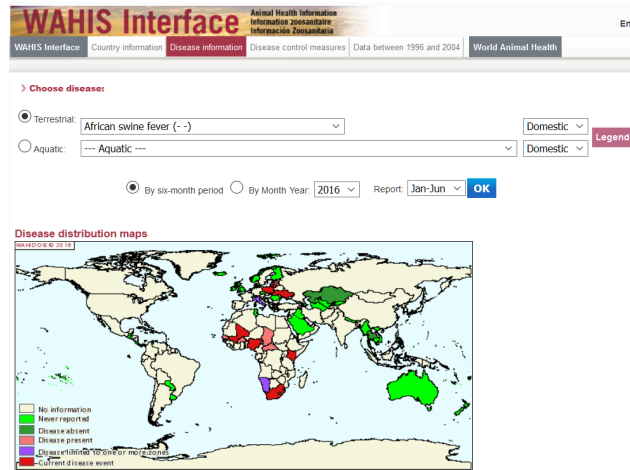 WAHIS Interface
Animal Health Information
Information zoosanitaire
Información Zoosanitaria
En
WAHIS Interface Country information Disease information Disease control measures Data between 1996 and 2004 World Animal Health
Choose disease:
Terrestrial: African swine fever (- -) Domestic
Legend
Aquatic: --- Aquatic --- Domestic
By six-month period By Month Year: 2016 Report: Jan-Jun OK
Disease distribution maps
WAHID OIE © 2016
No information
Never reported
Disease absent
Disease present
Disease limited to one or more zones
Current disease event